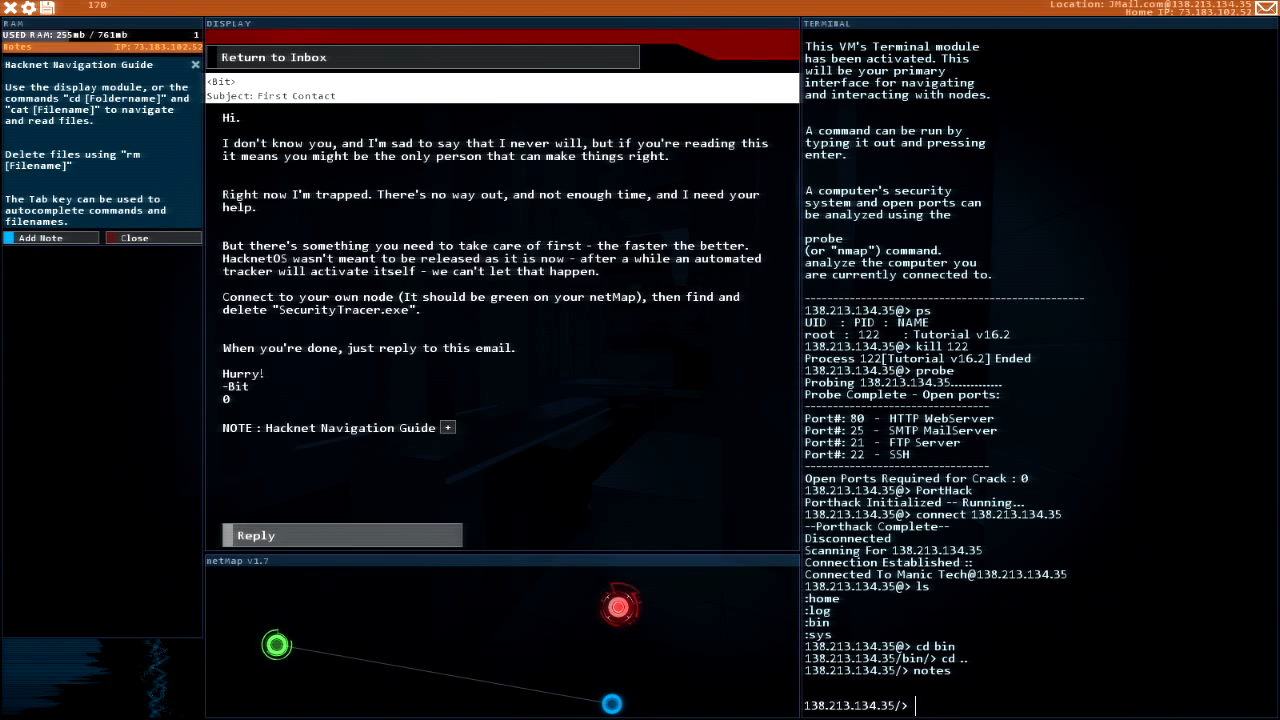 170
Location: JMail.com@138.213.134.35
Home IP: 73.183.102.52
RAM
USED RAM: 255mb / 761mb 1
Notes IP: 73.183.102.52
Hacknet Navigation Guide
Use the display module, or the
commands "cd [Foldername]" and
"cat [Filename]" to navigate
and read files.
Delete files using "rm
[Filename]"
The Tab key can be used to
autocomplete commands and
filenames.
Add Note
Close
DISPLAY
Return to Inbox
<Bit>
Subject: First Contact
Hi.
I don't know you, and I'm sad to say that I never will, but if you're reading this
it means you might be the only person that can make things right.
Right now I'm trapped. There's no way out, and not enough time, and I need your
help.
But there's something you need to take care of first - the faster the better.
HacknetOS wasn't meant to be released as it is now - after a while an automated
tracker will activate itself - we can't let that happen.
Connect to your own node (It should be green on your netMap), then find and
delete "SecurityTracer.exe".
When you're done, just reply to this email.
Hurry!
-Bit
0
NOTE : Hacknet Navigation Guide +
Reply
netMap v1.7
TERMINAL
This VM's Terminal module
has been activated. This
will be your primary
interface for navigating
and interacting with nodes.
A command can be run by
typing it out and pressing
enter.
A computer's security
system and open ports can
be analyzed using the
probe
(or "nmap") command.
analyze the computer you
are currently connected to.
----------------------------------------------
138.213.134.35@> ps
UID : PID : NAME
root : 122 : Tutorial v16.2
138.213.134.35@> kill 122
Process 122[Tutorial v16.2] Ended
138.213.134.35@> probe
Probing 138.213.134.35.............
Probe Complete - Open ports:
------------------------------
Port#: 80 - HTTP WebServer
Port#: 25 - SMTP MailServer
Port#: 21 - FTP Server
Port#: 22 - SSH
------------------------------
Open Ports Required for Crack : 0
138.213.134.35@> PortHack
Porthack Initialized -- Running...
138.213.134.35@> connect 138.213.134.35
--Porthack Complete--
Disconnected
Scanning For 138.213.134.35
Connection Established ::
Connected To Manic Tech@138.213.134.35
138.213.134.35@> ls
:home
:log
:bin
:sys
138.213.134.35@> cd bin
138.213.134.35/bin/> cd ..
138.213.134.35/> notes
138.213.134.35/>